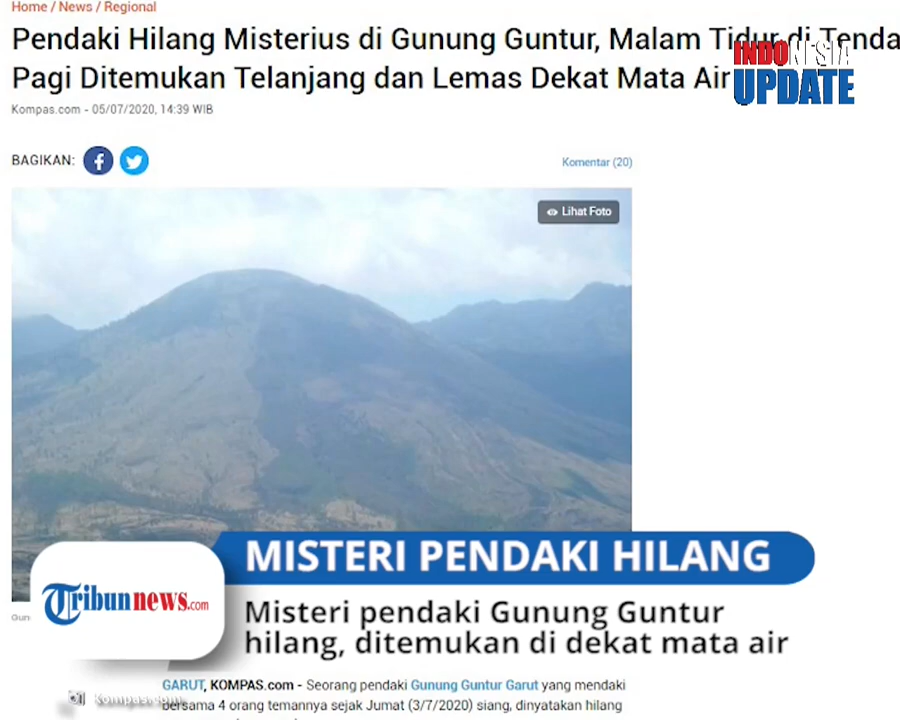 Home / News / Regional
Pendaki Hilang Misterius di Gunung Guntur, Malam Tidur di Tenda
Pagi Ditemukan Telanjang dan Lemas Dekat Mata Air
INDONESIA
UPDATE
Kompas.com - 05/07/2020, 14:39 WIB
BAGIKAN:
Komentar (20)
Lihat Foto
MISTERI PENDAKI HILANG
Tribunnews.com
Misteri pendaki Gunung Guntur
hilang, ditemukan di dekat mata air
GARUT, KOMPAS.com - Seorang pendaki Gunung Guntur Garut yang mendaki
kompas.com
bersama 4 orang temannya sejak Jumat (3/7/2020) siang, dinyatakan hilang